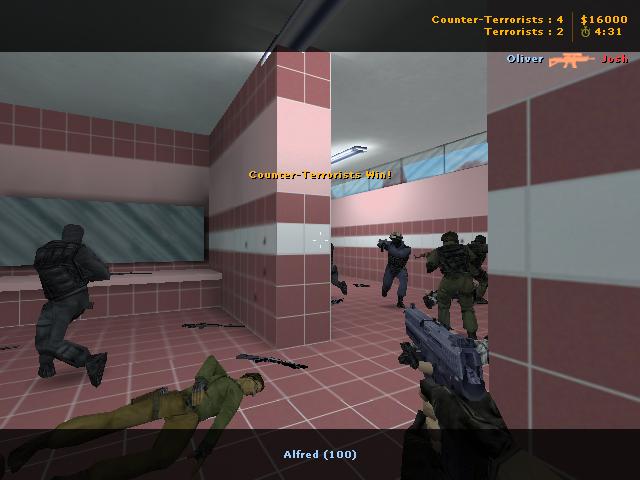 Counter-Terrorists : 4 $16000
Terrorists : 2 4:31
Oliver Josh
Counter-Terrorists Win!
Alfred (100)